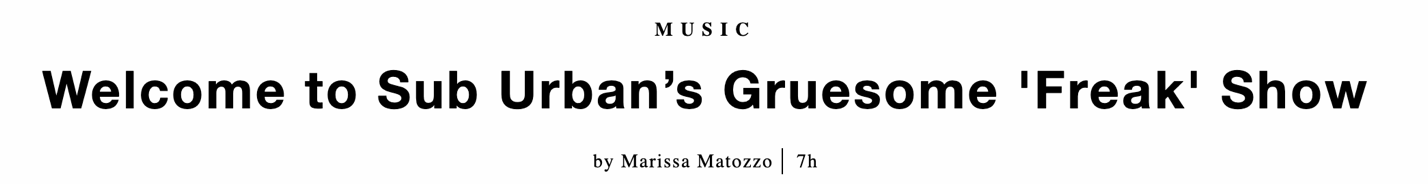 MUSIC
Welcome to Sub Urban’s Gruesome 'Freak' Show
by Marissa Matozzo | 7h